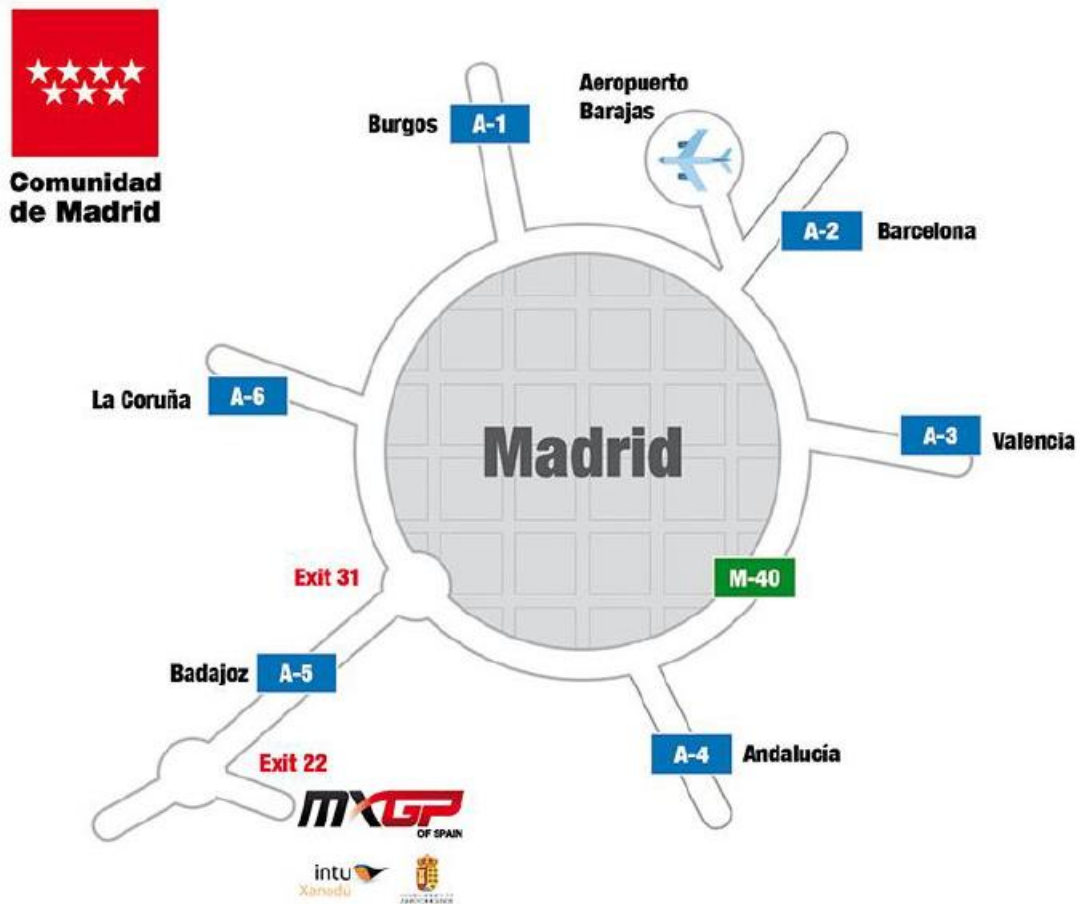 Comunidad
de Madrid
Burgos
A-1
Aeropuerto
Barajas
A-2
Barcelona
La Coruña
A-6
A-3
Valencia
Madrid
Exit 31
M-40
Badajoz
A-5
A-4
Andalucía
Exit 22
MXGP
OF SPAIN
intu
Xanadú